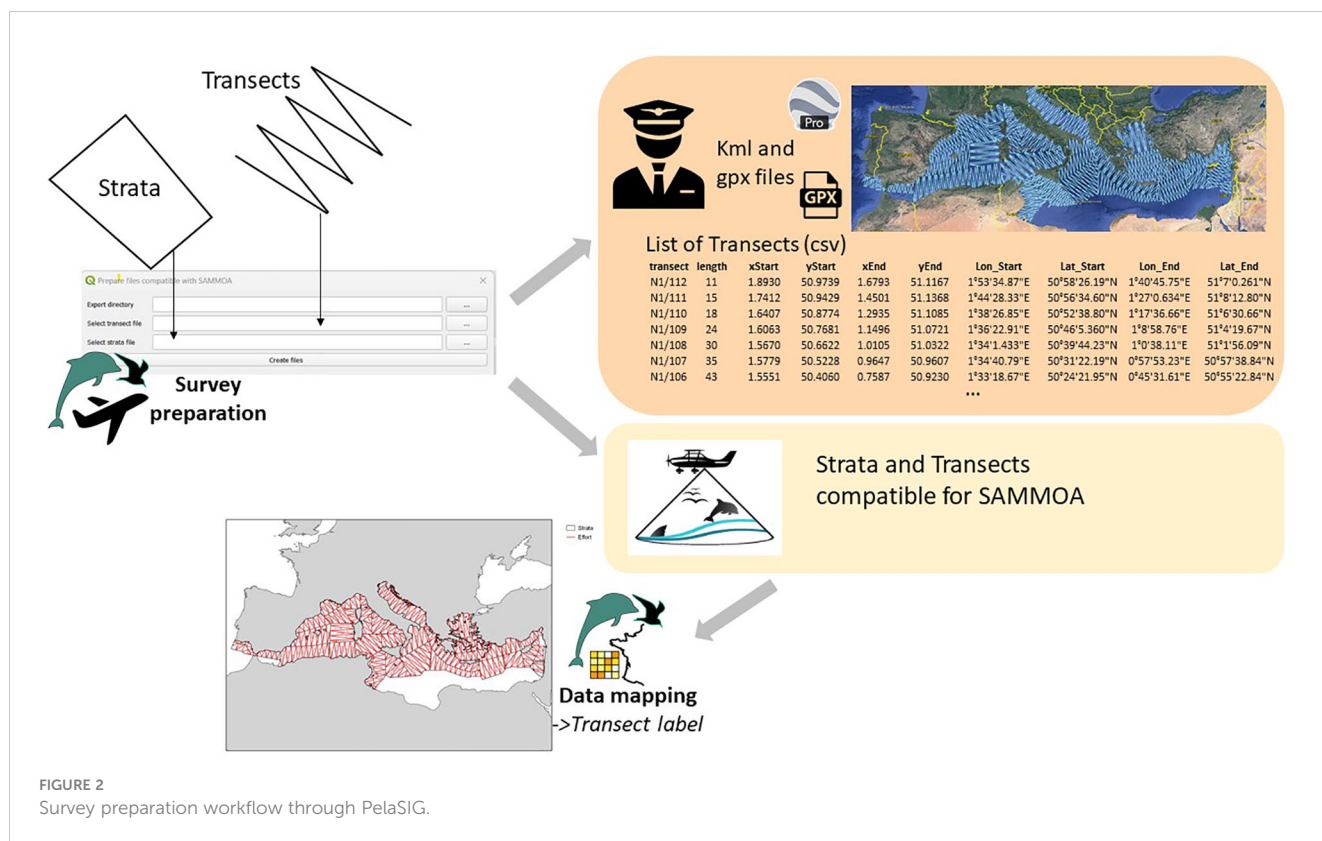 Transects
Strata
Prepare files compatible with SAMMOA
Export directory
...
Select transect file
...
Select strata file
...
Create files
Survey
preparation
Pro
Kml and
gpx files
GPX
List of Transects (csv)
transect length xStart yStart xEnd yEnd Lon_Start Lat_Start Lon_End Lat_End
N1/112 11 1.8930 50.9739 1.6793 51.1167 1°53'34.87"E 50°58'26.19"N 1°40'45.75"E 51°7'0.261"N
N1/111 15 1.7412 50.9429 1.4501 51.1368 1°44'28.33"E 50°56'34.60"N 1°27'0.634"E 51°8'12.80"N
N1/110 18 1.6407 50.8774 1.2935 51.1085 1°38'26.85"E 50°52'38.80"N 1°17'36.66"E 51°6'30.66"N
N1/109 24 1.6063 50.7681 1.1496 51.0721 1°36'22.91"E 50°46'5.360"N 1°8'58.76"E 51°4'19.67"N
N1/108 30 1.5670 50.6622 1.0105 51.0322 1°34'1.433"E 50°39'44.23"N 1°0'38.11"E 51°1'56.09"N
N1/107 35 1.5779 50.5228 0.9647 50.9607 1°34'40.79"E 50°31'22.19"N 0°57'53.23"E 50°57'38.84"N
N1/106 43 1.5551 50.4060 0.7587 50.9230 1°33'18.67"E 50°24'21.95"N 0°45'31.61"E 50°55'22.84"N
...
Strata and Transects
compatible for SAMMOA
Strata
Effort
Data mapping
->Transect label
FIGURE 2
Survey preparation workflow through PelaSIG.